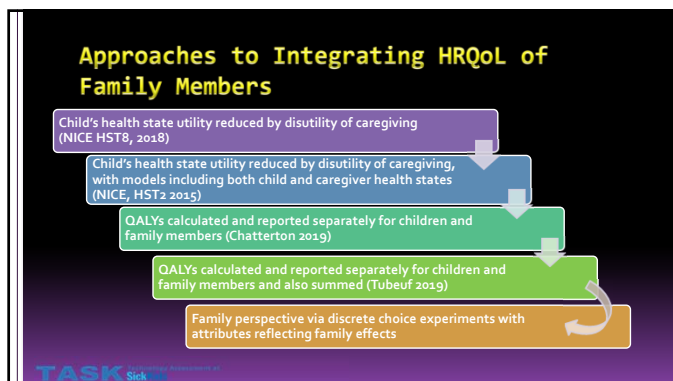 Approaches to Integrating HRQoL of
Family Members
Child's health state utility reduced by disutility of caregiving
(NICE HST8, 2018)
Child's health state utility reduced by disutility of caregiving,
with models including both child and caregiver health states
(NICE, HST2 2015)
QALYs calculated and reported separately for children and
family members (Chatterton 2019)
QALYs calculated and reported separately for children and
family members and also summed (Tubeuf 2019)
Family perspective via discrete choice experiments with
attributes reflecting family effects
TASK Technology Assessment at
SickKids